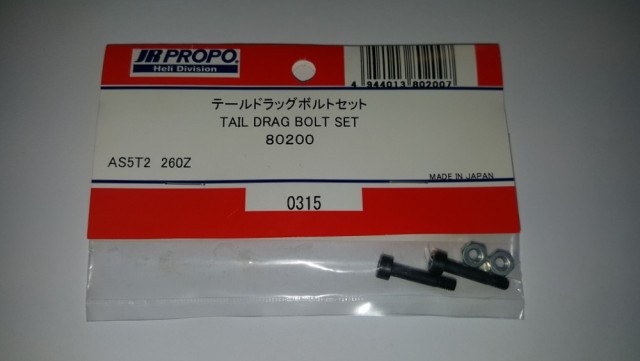 JR PROPO.
Heli Division
4 944013 802007
テールドラッグボルトセット
TAIL DRAG BOLT SET
80200
AS5T2 260Z
MADE IN JAPAN
0315